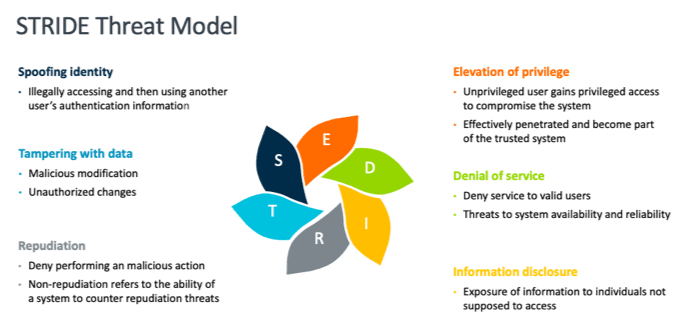 STRIDE Threat Model
Spoofing identity
• Illegally accessing and then using another
user's authentication information
Tampering with data
• Malicious modification
• Unauthorized changes
Repudiation
• Deny performing an malicious action
• Non-repudiation refers to the ability of
a system to counter repudiation threats
S
E
D
T
I
R
Elevation of privilege
• Unprivileged user gains privileged access
to compromise the system
• Effectively penetrated and become part
of the trusted system
Denial of service
• Deny service to valid users
• Threats to system availability and reliability
Information disclosure
• Exposure of information to individuals not
supposed to access